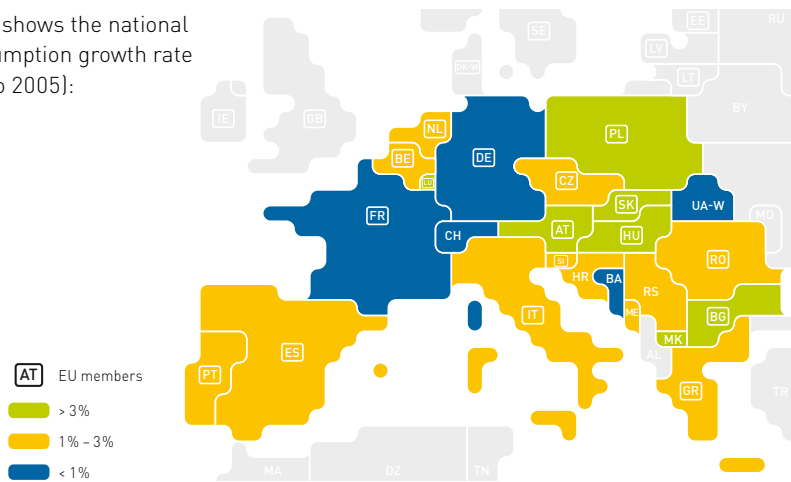 shows the national
umption growth rate
o 2005):
SE
EE
RU
LV
DK-W
LT
IE
GB
BY
NL
PL
BE
DE
CZ
LU
SK
UA-W
FR
MD
AT
CH
HU
SI
RO
HR
BA
RS
IT
ME
BG
MK
ES
AL
PT
GR
TR
MA
DZ
TN
AT EU members
> 3%
1% – 3%
< 1%